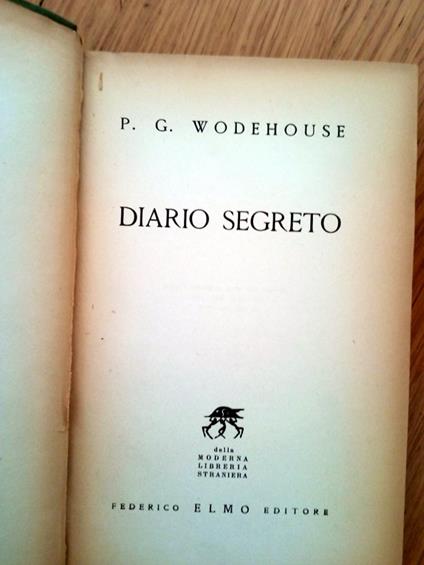 P. G. WODEHOUSE
DIARIO SEGRETO
della
MODERNA
LIBRERIA
STRANIERA
FEDERICO ELMO EDITORE